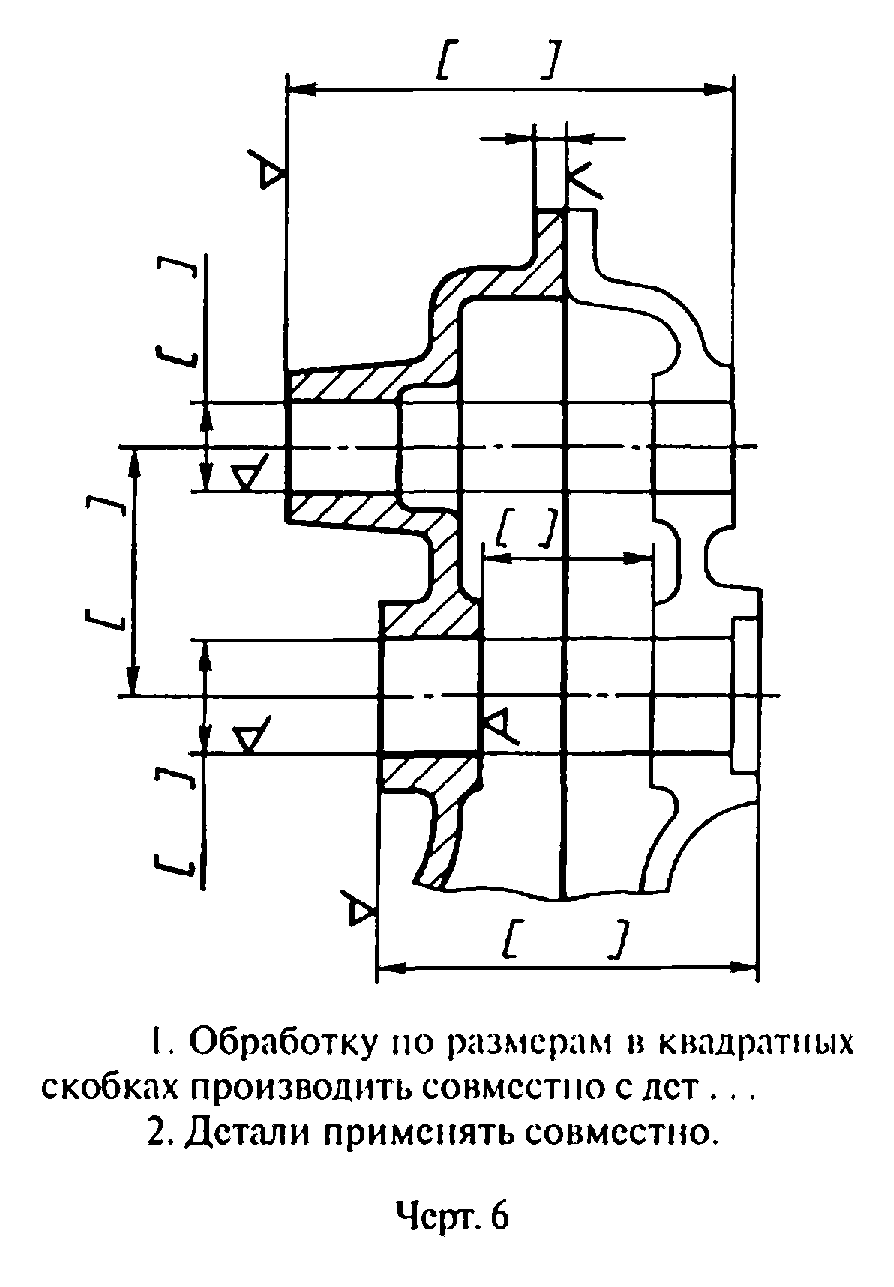 [ ]
[ ]
[ ]
[ ]
[ ]
[ ]
1. Обработку по размерам в квадратных
скобках производить совместно с дет . . .
2. Детали применять совместно.
Черт. 6